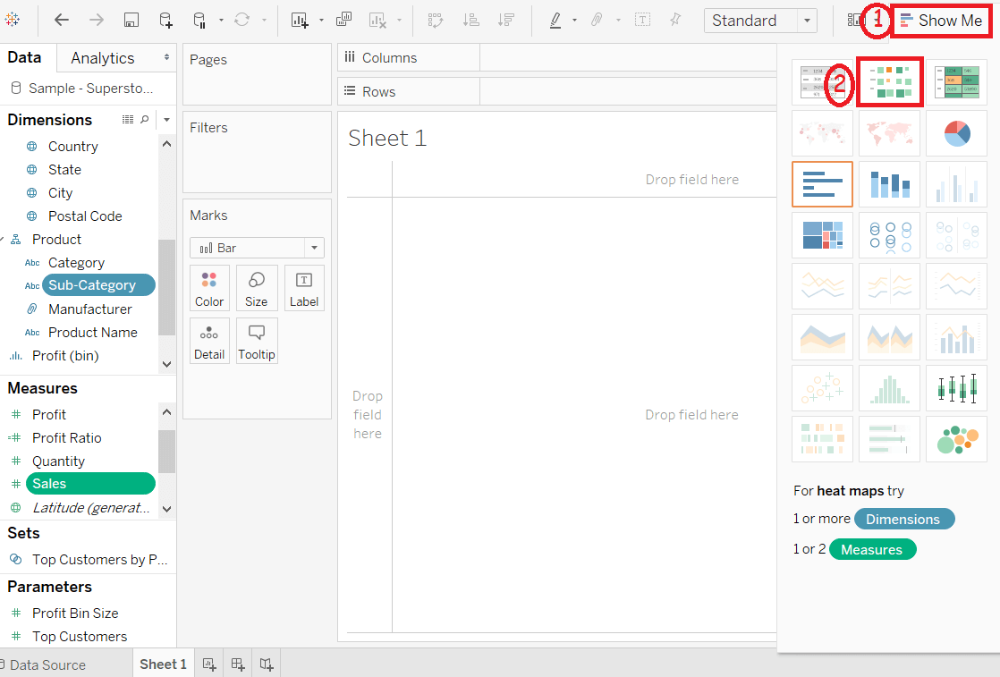 Standard
1
Show Me
Data
Analytics
Sample - Supersto...
Dimensions
Country
State
City
Postal Code
Product
Abc Category
Abc Sub-Category
Manufacturer
Abc Product Name
Profit (bin)
Measures
Profit
Profit Ratio
Quantity
Sales
Latitude (generat...
Sets
Top Customers by P...
Parameters
Profit Bin Size
Top Customers
Pages
Filters
Marks
Bar
Color
Size
Label
Detail
Tooltip
Columns
Rows
Sheet 1
Drop field here
Drop
field
here
Drop field here
2
For heat maps try
1 or more Dimensions
1 or 2 Measures
Data Source
Sheet 1